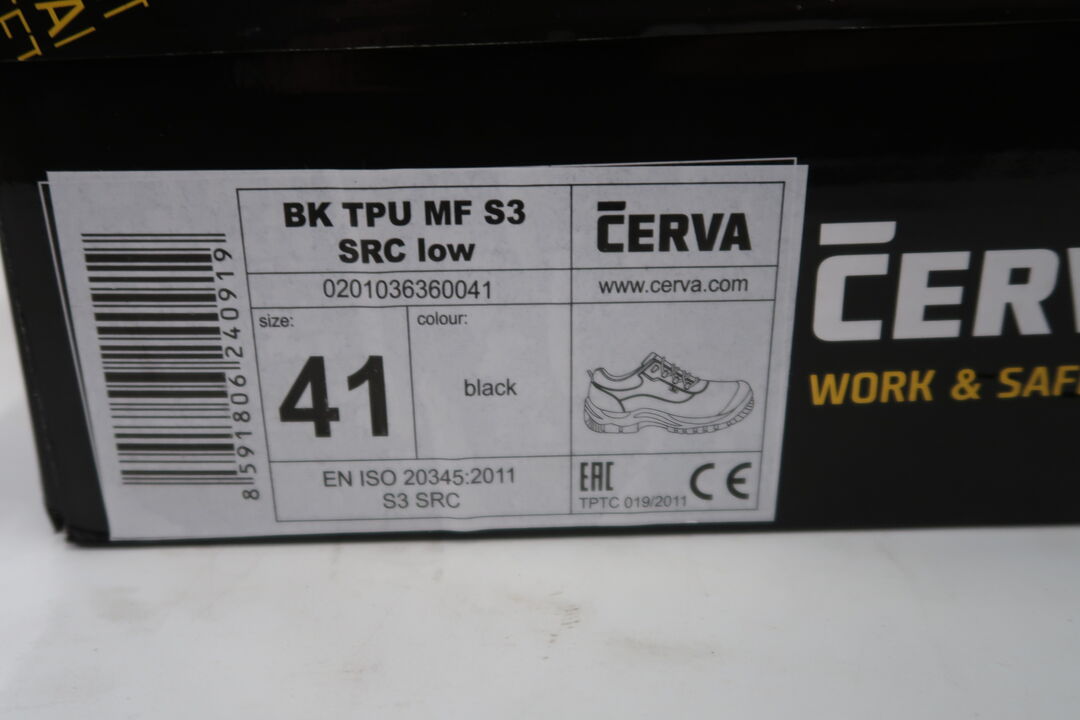 BK TPU MF S3
SRC low
ČERVA
0201036360041
www.cerva.com
size:
41
colour:
black
EN ISO 20345:2011
S3 SRC
EAC
TPTC 019/2011
CE
8591806240919
ČERV
WORK & SAF